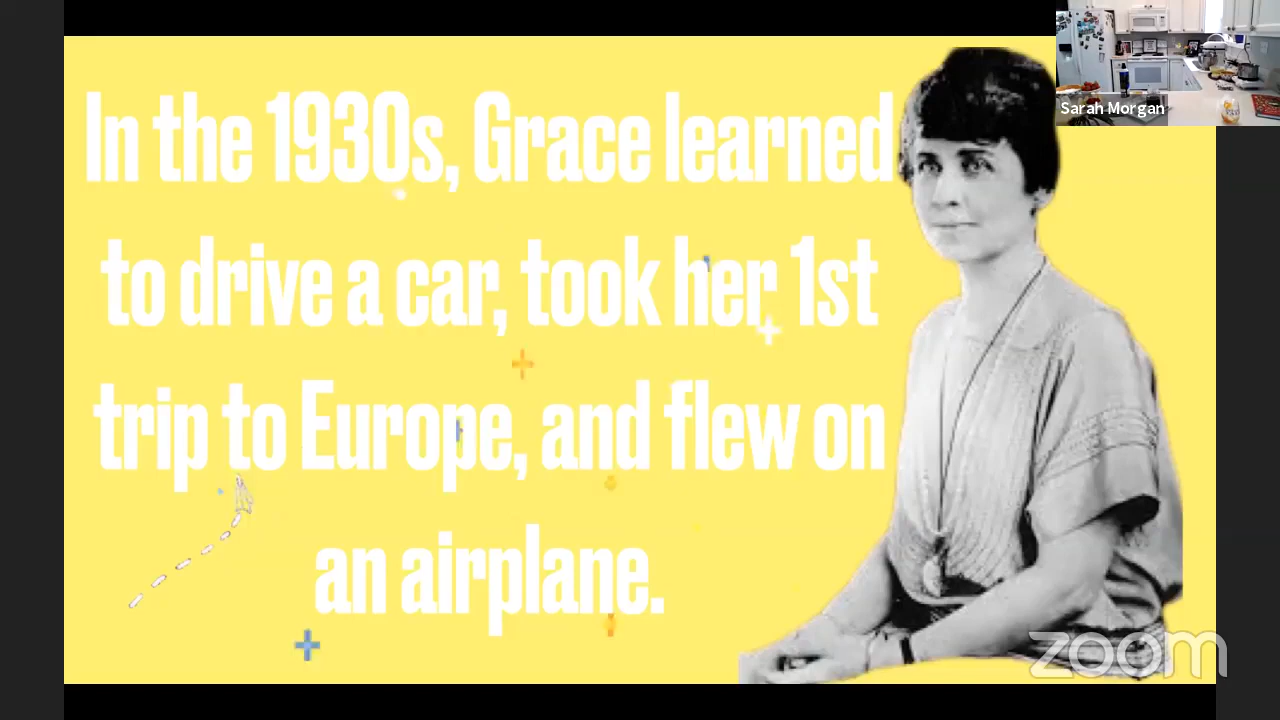 In the 1930s, Grace learned
to drive a car, took her 1st
trip to Europe, and flew on
an airplane.
Sarah Morgan
zoom